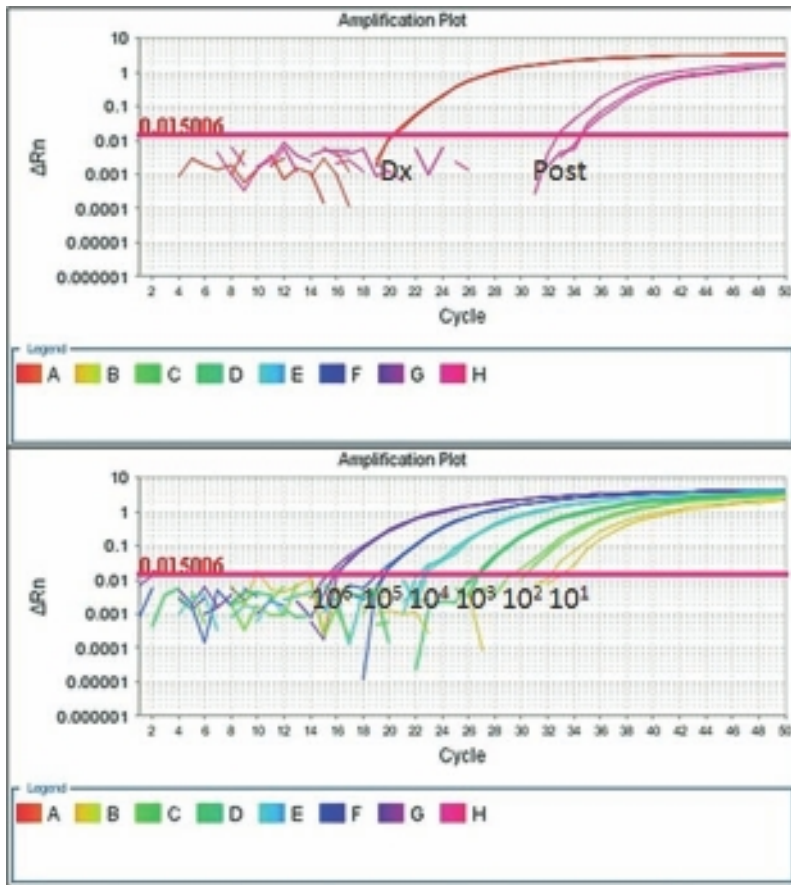 Amplification Plot
10
1
0.1
0.015006
0.01
0.001
0.0001
0.00001
0.000001
ΔRn
Dx Post
2 4 6 8 10 12 14 16 18 20 22 24 26 28 30 32 34 36 38 40 42 44 46 48 50
Cycle
Legend
A B C D E F G H
Amplification Plot
10
1
0.1
0.015006
0.01
0.001
0.0001
0.00001
0.000001
ΔRn
10⁶ 10⁵ 10⁴ 10³ 10² 10¹
2 4 6 8 10 12 14 16 18 20 22 24 26 28 30 32 34 36 38 40 42 44 46 48 50
Cycle
Legend
A B C D E F G H